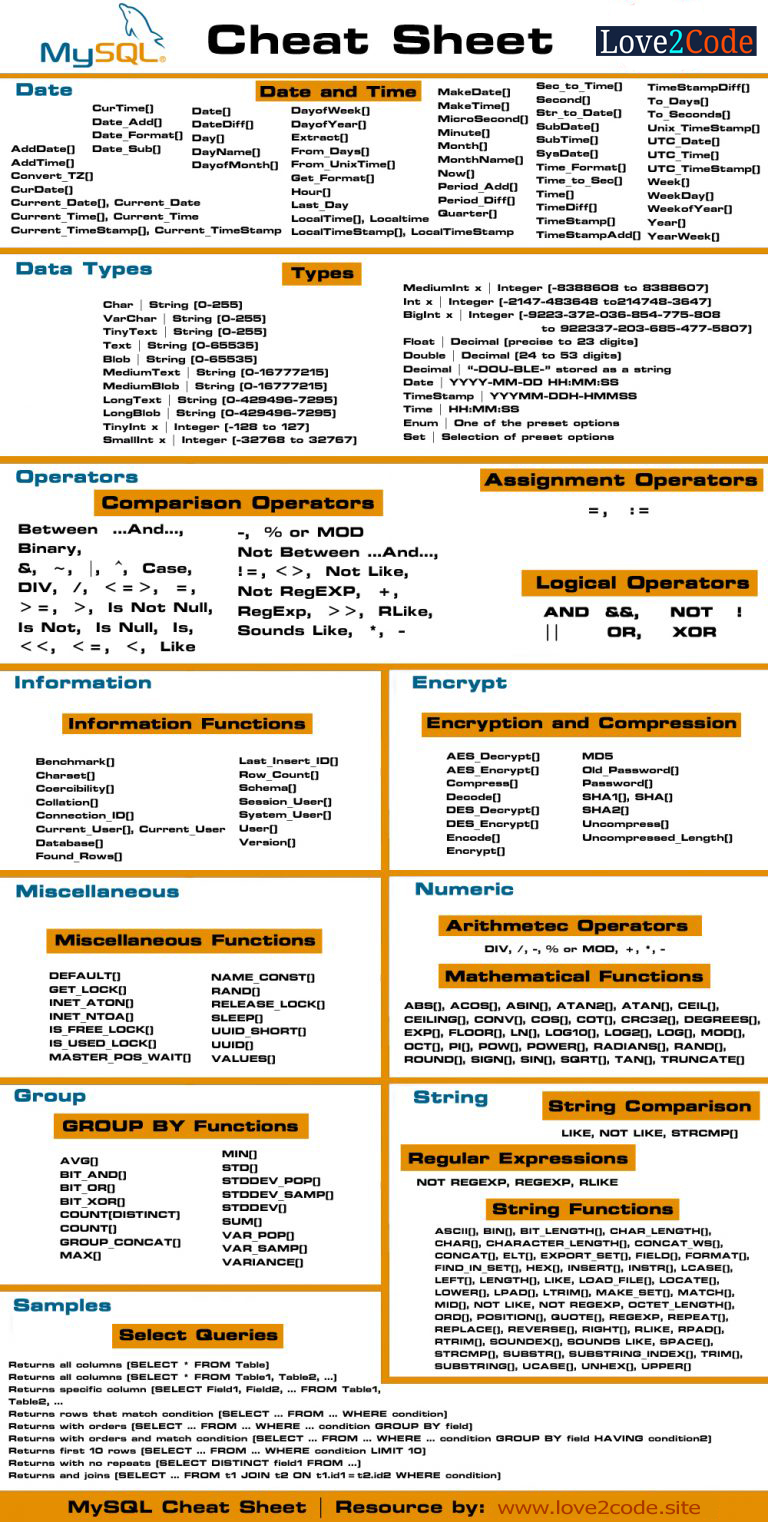 MySQL®
Cheat Sheet
Love2Code
Date
Date and Time
CurTime()
Date_Add()
Date_Format()
Date_Sub()
AddDate()
AddTime()
Convert_TZ()
CurDate()
Current_Date(), Current_Date
Current_Time(), Current_Time
Current_TimeStamp(), Current_TimeStamp
Date()
DateDiff()
Day()
DayName()
DayofMonth()
DayofWeek()
DayofYear()
Extract()
From_Days()
From_UnixTime()
Get_Format()
Hour()
Last_Day
LocalTime(), Localtime
LocalTimeStamp(), LocalTimeStamp
MakeDate()
MakeTime()
MicroSecond()
Minute()
Month()
MonthName()
Now()
Period_Add()
Period_Diff()
Quarter()
Sec_to_Time()
Second()
Str_to_Date()
SubDate()
SubTime()
SysDate()
Time_Format()
Time_to_Sec()
Time()
TimeDiff()
TimeStamp()
TimeStampAdd()
TimeStampDiff()
To_Days()
To_Seconds()
Unix_TimeStamp()
UTC_Date()
UTC_Time()
UTC_TimeStamp()
Week()
WeekDay()
WeekofYear()
Year()
YearWeek()
Data Types
Types
Char | String (0-255)
VarChar | String (0-255)
TinyText | String (0-255)
Text | String (0-65535)
Blob | String (0-65535)
MediumText | String (0-16777215)
MediumBlob | String (0-16777215)
LongText | String (0-429496-7295)
LongBlob | String (0-429496-7295)
TinyInt x | Integer (-128 to 127)
SmallInt x | Integer (-32768 to 32767)
MediumInt x | Integer (-8388608 to 8388607)
Int x | Integer (-2147-483648 to214748-3647)
BigInt x | Integer (-9223-372-036-854-775-808
to 922337-203-685-477-5807)
Float | Decimal (precise to 23 digits)
Double | Decimal (24 to 53 digits)
Decimal | “-DOU-BLE-” stored as a string
Date | YYYY-MM-DD HH:MM:SS
TimeStamp | YYYMM-DDH-HMMSS
Time | HH:MM:SS
Enum | One of the preset options
Set | Selection of preset options
Operators
Comparison Operators
Between ...And...,
Binary,
&, ~, |, ^, Case,
DIV, /, <=>, =,
>=, >, Is Not Null,
Is Not, Is Null, Is,
<<, <=, <, Like
-, % or MOD
Not Between ...And...,
!=, <>, Not Like,
Not RegEXP, +,
RegExp, >>, RLike,
Sounds Like, *, -
Assignment Operators
=, :=
Logical Operators
AND &&, NOT !
|| OR, XOR
Information
Information Functions
Benchmark()
Charset()
Coercibility()
Collation()
Connection_ID()
Current_User(), Current_User
Database()
Found_Rows()
Last_Insert_ID()
Row_Count()
Schema()
Session_User()
System_User()
User()
Version()
Encrypt
Encryption and Compression
AES_Decrypt()
AES_Encrypt()
Compress()
Decode()
DES_Decrypt()
DES_Encrypt()
Encode()
Encrypt()
MD5
Old_Password()
Password()
SHA1(), SHA()
SHA2()
Uncompress()
Uncompressed_Length()
Miscellaneous
Miscellaneous Functions
DEFAULT()
GET_LOCK()
INET_ATON()
INET_NTOA()
IS_FREE_LOCK()
IS_USED_LOCK()
MASTER_POS_WAIT()
NAME_CONST()
RAND()
RELEASE_LOCK()
SLEEP()
UUID_SHORT()
UUID()
VALUES()
Numeric
Arithmetec Operators
DIV, /, -, % or MOD, +, *, -
Mathematical Functions
ABS(), ACOS(), ASIN(), ATAN2(), ATAN(), CEIL(),
CEILING(), CONV(), COS(), COT(), CRC32(), DEGREES(),
EXP(), FLOOR(), LN(), LOG10(), LOG2(), LOG(), MOD(),
OCT(), PI(), POW(), POWER(), RADIANS(), RAND(),
ROUND(), SIGN(), SIN(), SQRT(), TAN(), TRUNCATE()
Group
GROUP BY Functions
AVG()
BIT_AND()
BIT_OR()
BIT_XOR()
COUNT(DISTINCT)
COUNT()
GROUP_CONCAT()
MAX()
MIN()
STD()
STDDEV_POP()
STDDEV_SAMP()
STDDEV()
SUM()
VAR_POP()
VAR_SAMP()
VARIANCE()
String
String Comparison
LIKE, NOT LIKE, STRCMP()
Regular Expressions
NOT REGEXP, REGEXP, RLIKE
String Functions
ASCII(), BIN(), BIT_LENGTH(), CHAR_LENGTH(),
CHAR(), CHARACTER_LENGTH(), CONCAT_WS(),
CONCAT(), ELT(), EXPORT_SET(), FIELD(), FORMAT(),
FIND_IN_SET(), HEX(), INSERT(), INSTR(), LCASE(),
LEFT(), LENGTH(), LIKE, LOAD_FILE(), LOCATE(),
LOWER(), LPAD(), LTRIM(), MAKE_SET(), MATCH(),
MID(), NOT LIKE, NOT REGEXP, OCTET_LENGTH(),
ORD(), POSITION(), QUOTE(), REGEXP, REPEAT(),
REPLACE(), REVERSE(), RIGHT(), RLIKE, RPAD(),
RTRIM(), SOUNDEX(), SOUNDS LIKE, SPACE(),
STRCMP(), SUBSTR(), SUBSTRING_INDEX(), TRIM(),
SUBSTRING(), UCASE(), UNHEX(), UPPER()
Samples
Select Queries
Returns all columns (SELECT * FROM Table)
Returns all columns (SELECT * FROM Table1, Table2, ...)
Returns specific column (SELECT Field1, Field2, ... FROM Table1,
Table2, ...
Returns rows that match condition (SELECT ... FROM ... WHERE condition)
Returns with orders (SELECT ... FROM ... WHERE ... condition GROUP BY field)
Returns with orders and match condition (SELECT ... FROM ... WHERE ... condition GROUP BY field HAVING condition2)
Returns first 10 rows (SELECT ... FROM ... WHERE condition LIMIT 10)
Returns with no repeats (SELECT DISTINCT field1 FROM ...)
Returns and joins (SELECT ... FROM t1 JOIN t2 ON t1.id1=t2.id2 WHERE condition)
MySQL Cheat Sheet | Resource by: www.love2code.site